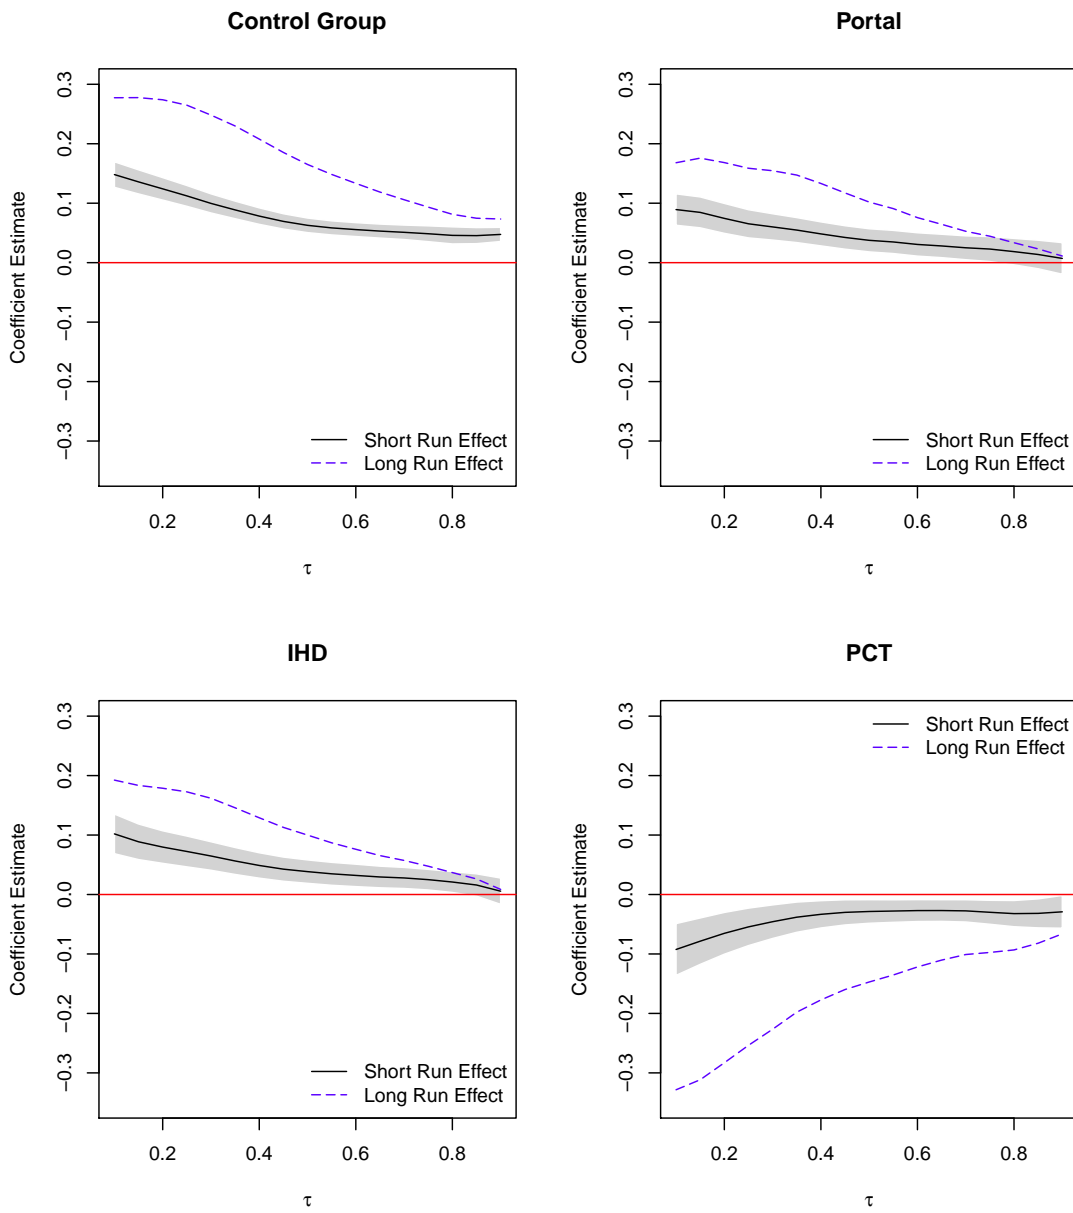 Control Group
Coefficient Estimate
0.3
0.2
0.1
0.0
−0.1
−0.2
−0.3
Short Run Effect
Long Run Effect
0.2 0.4 0.6 0.8
τ
Portal
Coefficient Estimate
0.3
0.2
0.1
0.0
−0.1
−0.2
−0.3
Short Run Effect
Long Run Effect
0.2 0.4 0.6 0.8
τ
IHD
Coefficient Estimate
0.3
0.2
0.1
0.0
−0.1
−0.2
−0.3
Short Run Effect
Long Run Effect
0.2 0.4 0.6 0.8
τ
PCT
Coefficient Estimate
0.3
0.2
0.1
0.0
−0.1
−0.2
−0.3
Short Run Effect
Long Run Effect
0.2 0.4 0.6 0.8
τ